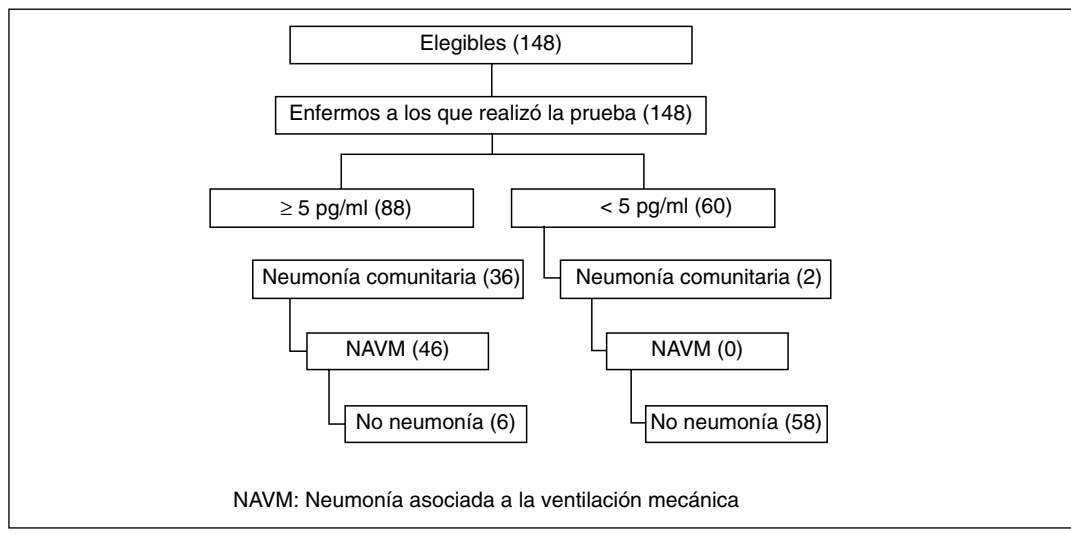 Elegibles (148)
Enfermos a los que realizó la prueba (148)
≥ 5 pg/ml (88)
< 5 pg/ml (60)
Neumonía comunitaria (36)
Neumonía comunitaria (2)
NAVM (46)
NAVM (0)
No neumonía (6)
No neumonía (58)
NAVM: Neumonía asociada a la ventilación mecánica